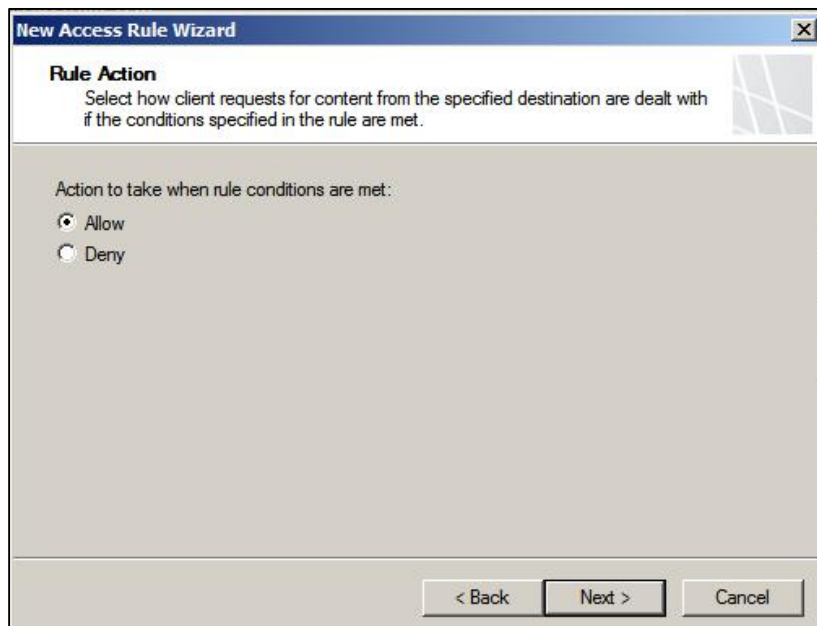 New Access Rule Wizard
Rule Action
Select how client requests for content from the specified destination are dealt with
if the conditions specified in the rule are met.
Action to take when rule conditions are met:
Allow
Deny
< Back
Next >
Cancel